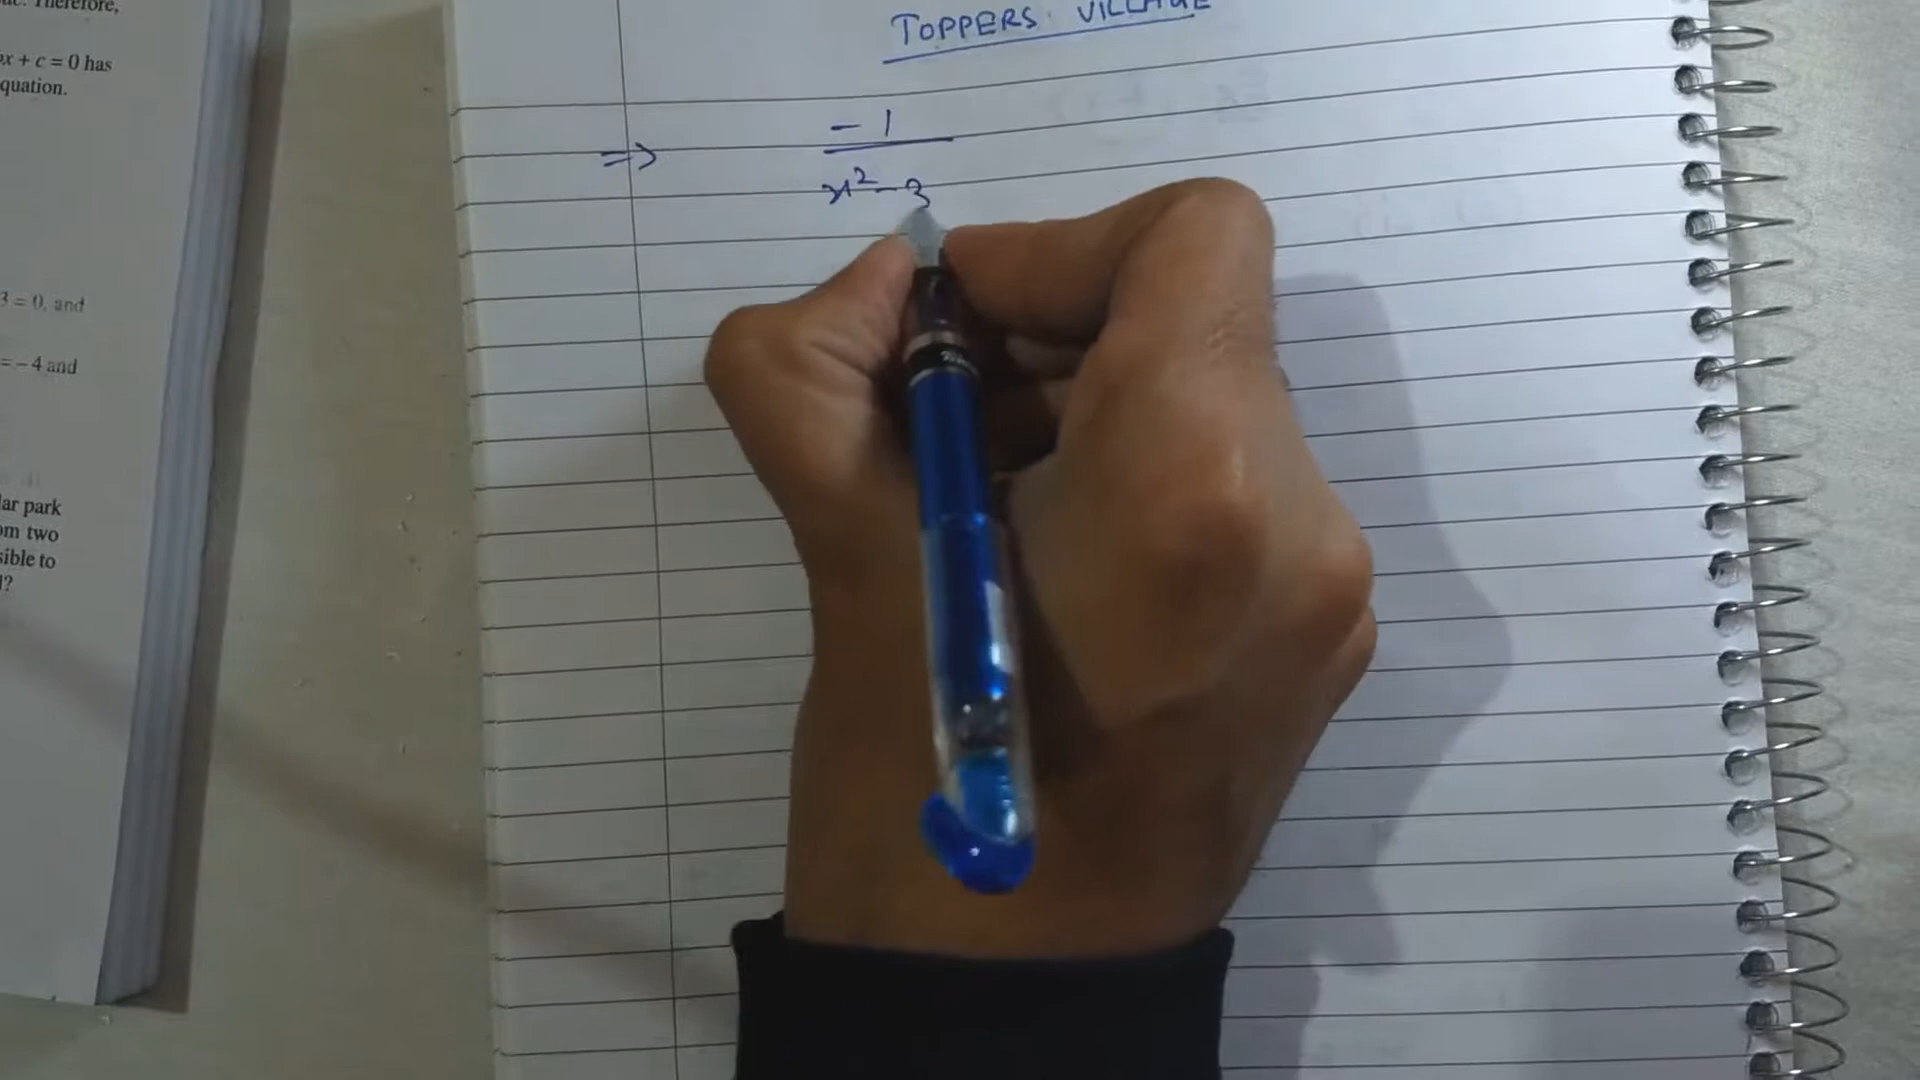 Therefore,
x + c = 0 has
quation.
3 = 0, and
= – 4 and
lar park
om two
sible to
?
TOPPERS VILLAGE
=> – 1
x² – 3